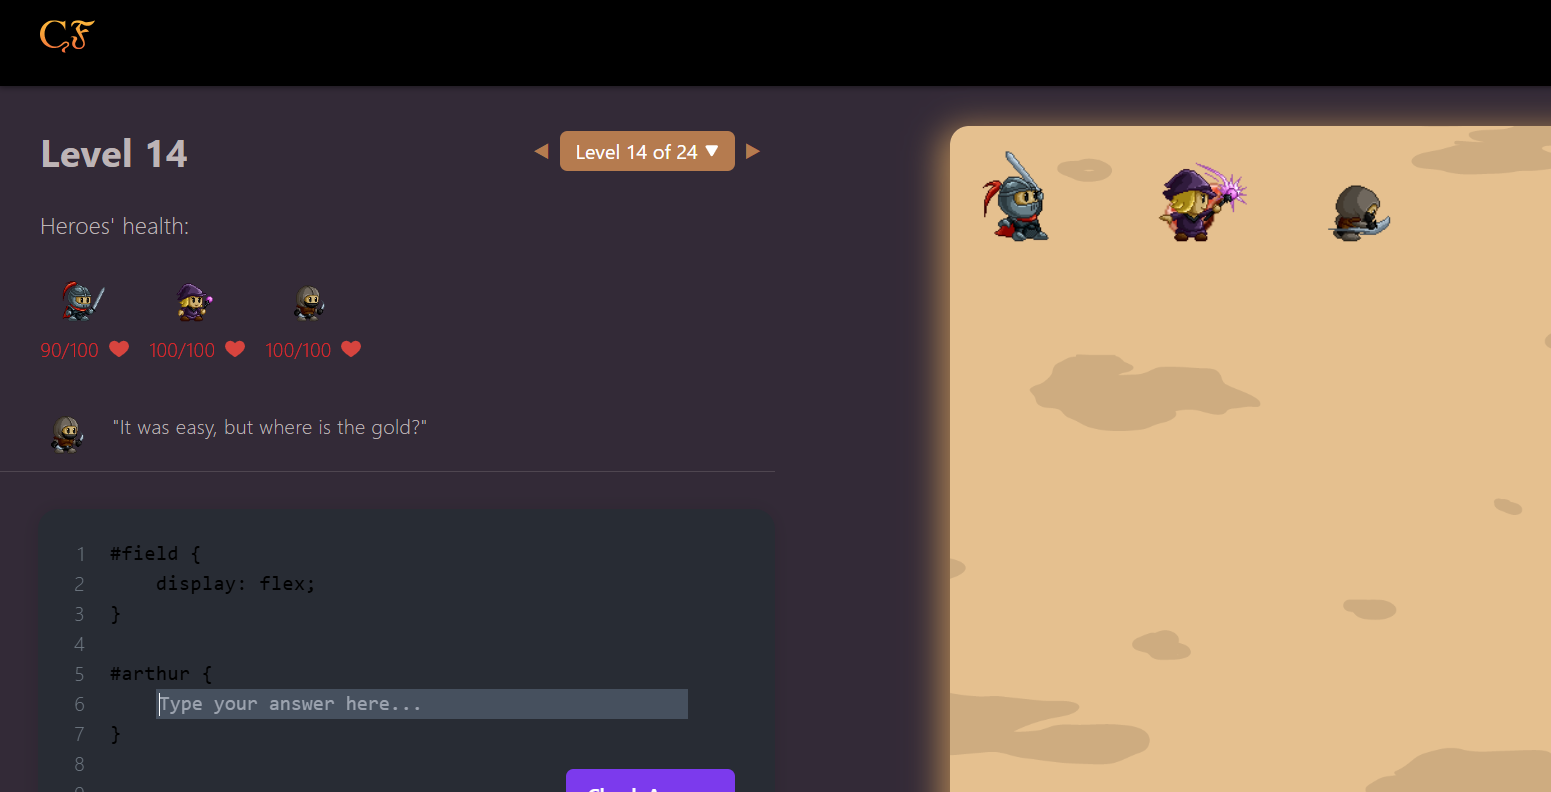 CF
Level 14
◀ Level 14 of 24 ▼ ▶
Heroes' health:
90/100 100/100 100/100
"It was easy, but where is the gold?"
1 #field {
2 display: flex;
3 }
4
5 #arthur {
6 Type your answer here...
7 }
8